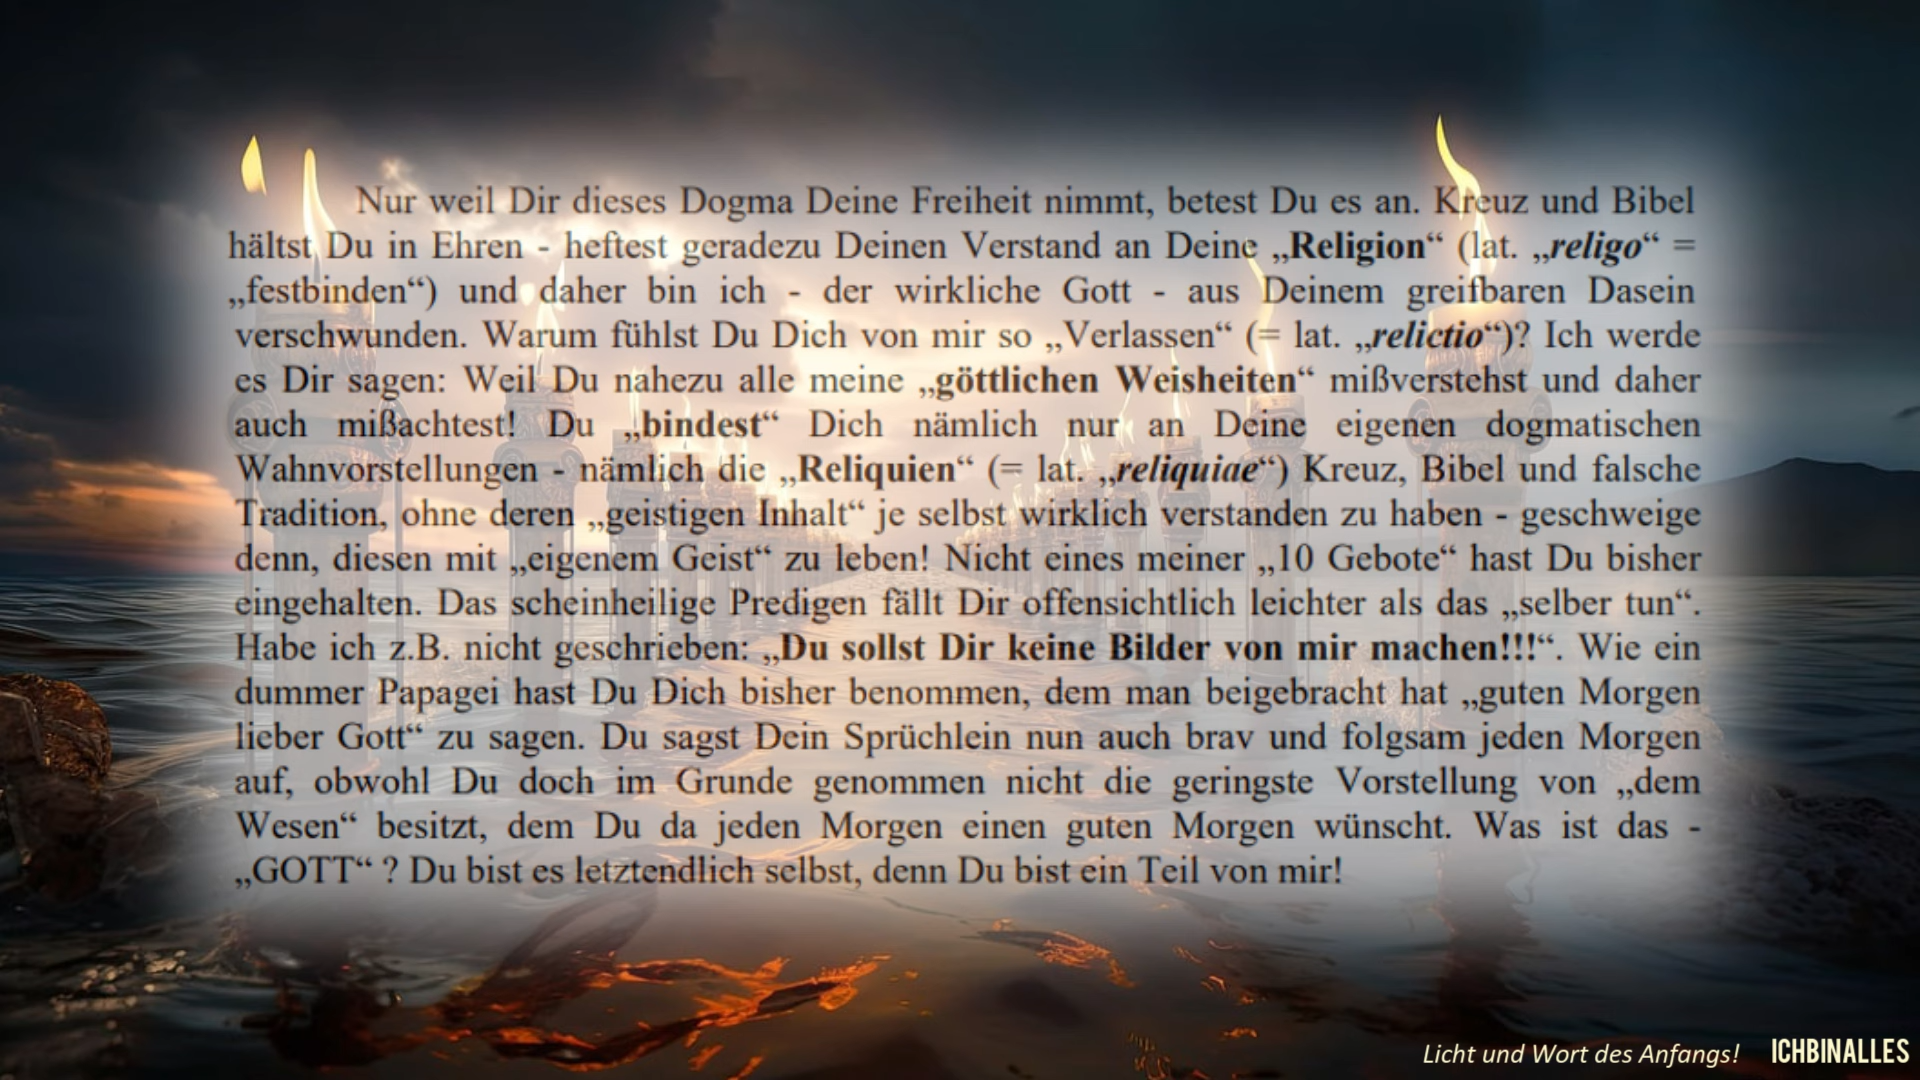 Nur weil Dir dieses Dogma Deine Freiheit nimmt, betest Du es an. Kreuz und Bibel
hältst Du in Ehren - heftest geradezu Deinen Verstand an Deine „Religion“ (lat. „religo“ =
„festbinden“) und daher bin ich - der wirkliche Gott - aus Deinem greifbaren Dasein
verschwunden. Warum fühlst Du Dich von mir so „Verlassen“ (= lat. „relictio“)? Ich werde
es Dir sagen: Weil Du nahezu alle meine „göttlichen Weisheiten“ mißverstehst und daher
auch mißachtest! Du „bindest“ Dich nämlich nur an Deine eigenen dogmatischen
Wahnvorstellungen - nämlich die „Reliquien“ (= lat. „reliquiae“) Kreuz, Bibel und falsche
Tradition, ohne deren „geistigen Inhalt“ je selbst wirklich verstanden zu haben - geschweige
denn, diesen mit „eigenem Geist“ zu leben! Nicht eines meiner „10 Gebote“ hast Du bisher
eingehalten. Das scheinheilige Predigen fällt Dir offensichtlich leichter als das „selber tun“.
Habe ich z.B. nicht geschrieben: „Du sollst Dir keine Bilder von mir machen!!!“. Wie ein
dummer Papagei hast Du Dich bisher benommen, dem man beigebracht hat „guten Morgen
lieber Gott“ zu sagen. Du sagst Dein Sprüchlein nun auch brav und folgsam jeden Morgen
auf, obwohl Du doch im Grunde genommen nicht die geringste Vorstellung von „dem
Wesen“ besitzt, dem Du da jeden Morgen einen guten Morgen wünscht. Was ist das -
„GOTT“ ? Du bist es letztendlich selbst, denn Du bist ein Teil von mir!
Licht und Wort des Anfangs! ICHBINALLES